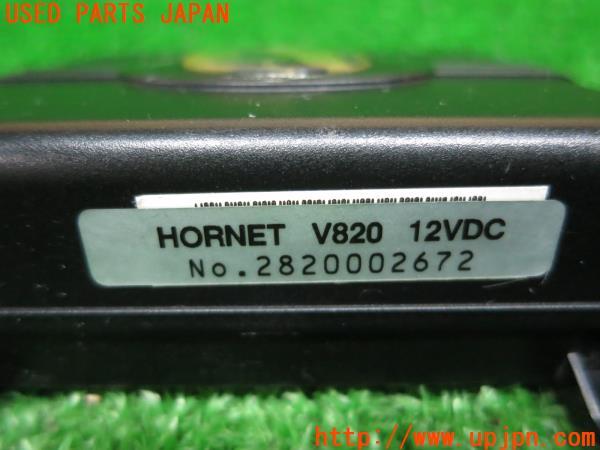 USED PARTS JAPAN
HORNET V820 12VDC
No.2820002672
http://www.upjpn.com/